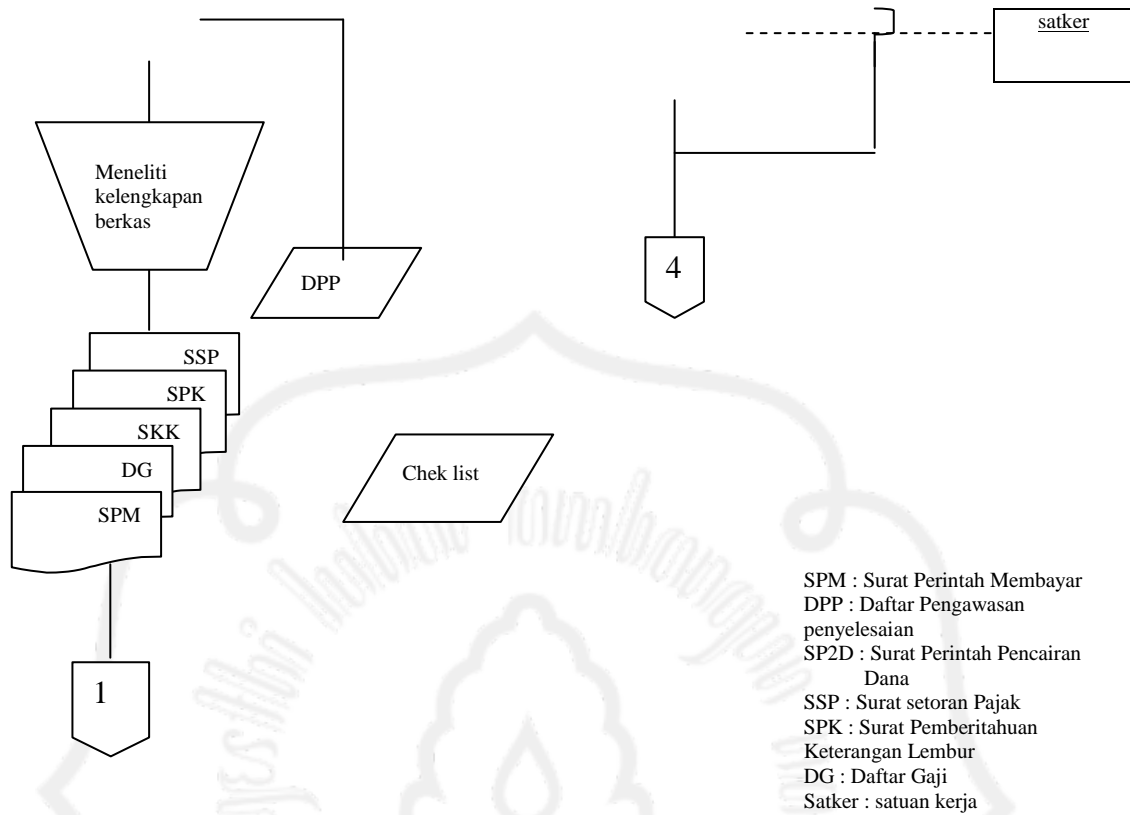 satker
Meneliti
kelengkapan
berkas
DPP
4
SSP
SPK
SKK
DG
SPM
Chek list
1
SPM : Surat Perintah Membayar
DPP : Daftar Pengawasan
penyelesaian
SP2D : Surat Perintah Pencairan
Dana
SSP : Surat setoran Pajak
SPK : Surat Pemberitahuan
Keterangan Lembur
DG : Daftar Gaji
Satker : satuan kerja